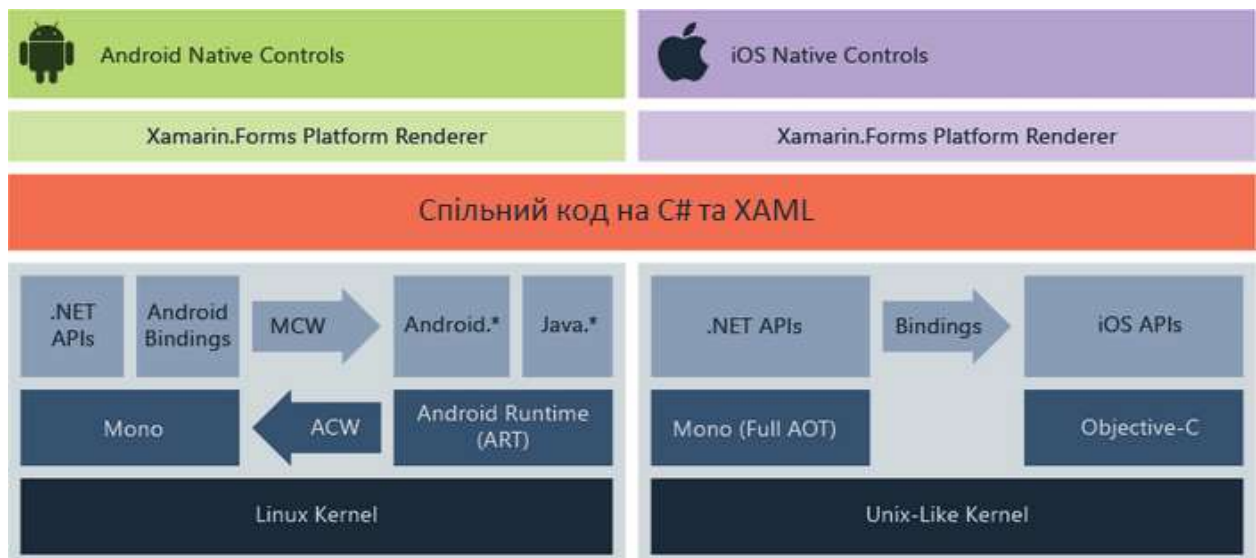 Android Native Controls
iOS Native Controls
Xamarin.Forms Platform Renderer
Xamarin.Forms Platform Renderer
Спільний код на C# та XAML
.NET
APIs
Android
Bindings
MCW
Android.*
Java.*
.NET APIs
Bindings
iOS APIs
Mono
ACW
Android Runtime
(ART)
Mono (Full AOT)
Objective-C
Linux Kernel
Unix-Like Kernel